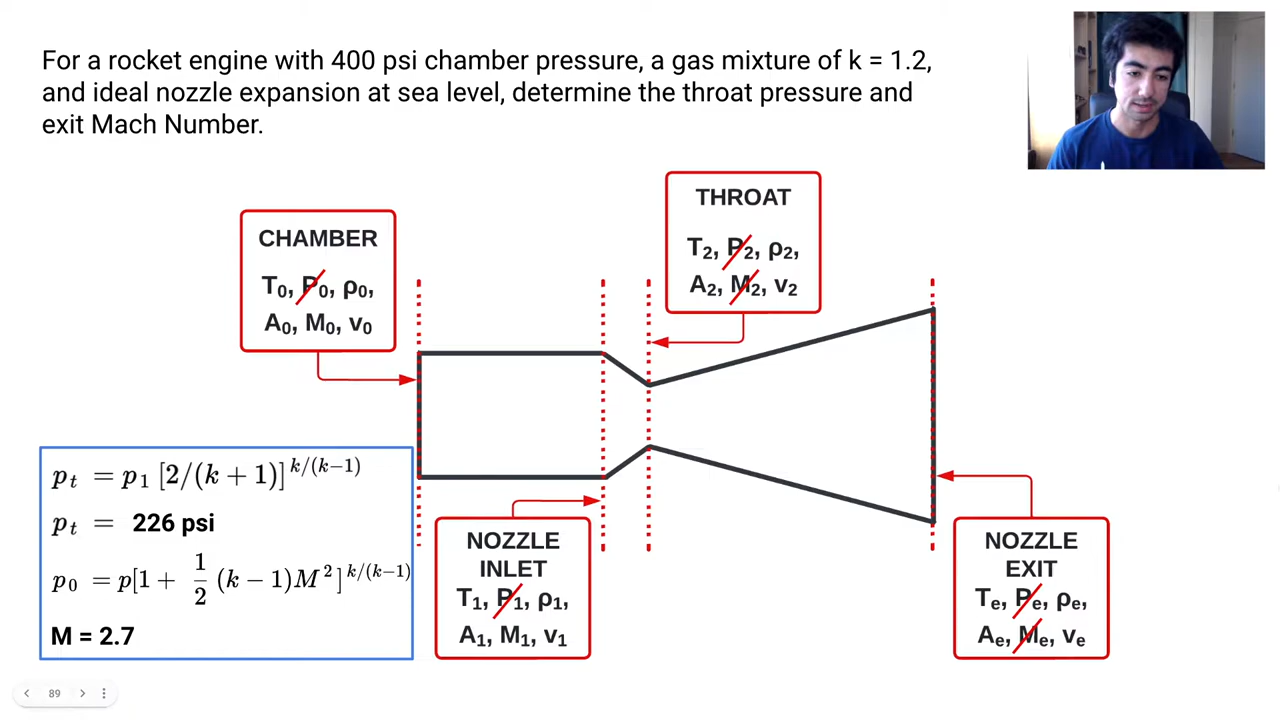 For a rocket engine with 400 psi chamber pressure, a gas mixture of k = 1.2,
and ideal nozzle expansion at sea level, determine the throat pressure and
exit Mach Number.
THROAT
T₂, P₂, ρ₂,
A₂, M₂, v₂
CHAMBER
T₀, P₀, ρ₀,
A₀, M₀, v₀
p_t = p₁ [2/(k + 1)]^{k/(k−1)}
p_t = 226 psi
p₀ = p[1 + 1/2 (k − 1)M²]^{k/(k−1)}
M = 2.7
NOZZLE
INLET
T₁, P₁, ρ₁,
A₁, M₁, v₁
NOZZLE
EXIT
Tₑ, Pₑ, ρₑ,
Aₑ, Mₑ, vₑ
89